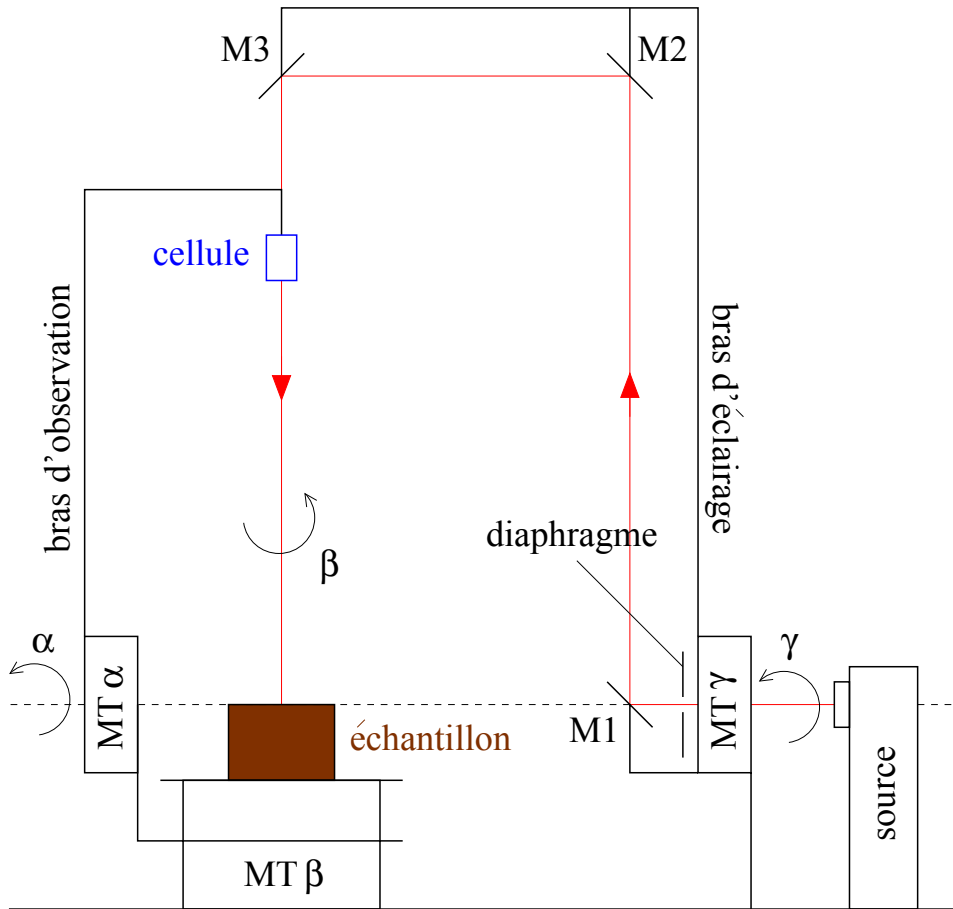 M3
M2
cellule
bras d'observation
bras d'éclairage
diaphragme
β
α
γ
MT α
MT γ
M1
échantillon
source
MT β